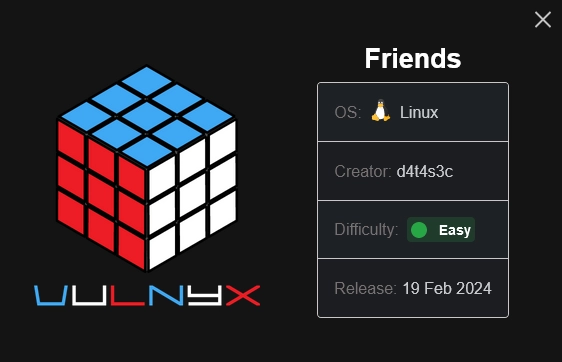 Friends
OS: Linux
Creator: d4t4s3c
Difficulty: Easy
Release: 19 Feb 2024
VULNYX